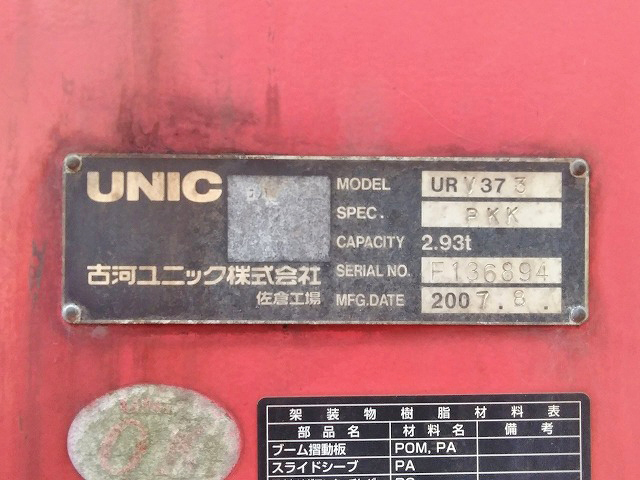 UNIC
古河ユニック株式会社
佐倉工場
MODEL URV373
SPEC. PKK
CAPACITY 2.93t
SERIAL NO. F136894
MFG.DATE 2007.8.
架装物樹脂材料表
部品名 材料名 備考
ブーム摺動板 POM, PA
スライドシーブ PA